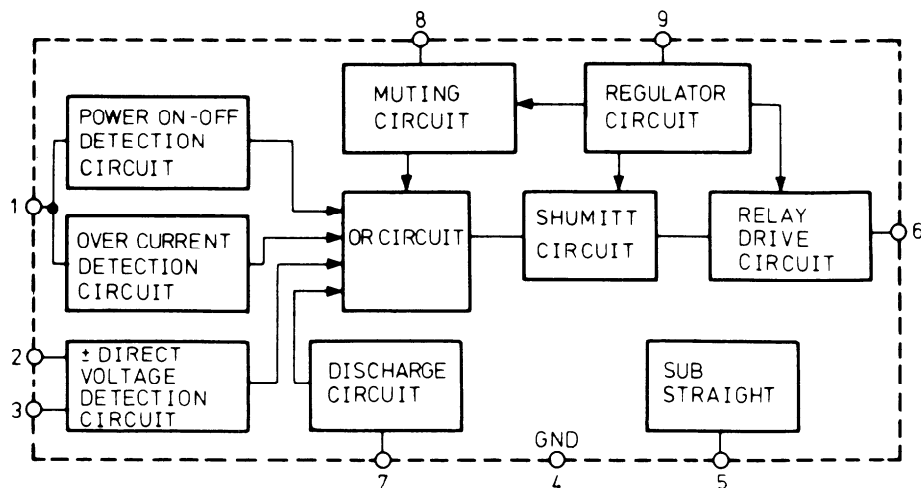 8
9
MUTING
CIRCUIT
REGULATOR
CIRCUIT
POWER ON-OFF
DETECTION
CIRCUIT
1
OVER CURRENT
DETECTION
CIRCUIT
OR CIRCUIT
SHUMITT
CIRCUIT
RELAY
DRIVE
CIRCUIT
6
2
3
± DIRECT
VOLTAGE
DETECTION
CIRCUIT
DISCHARGE
CIRCUIT
SUB
STRAIGHT
GND
7
4
5